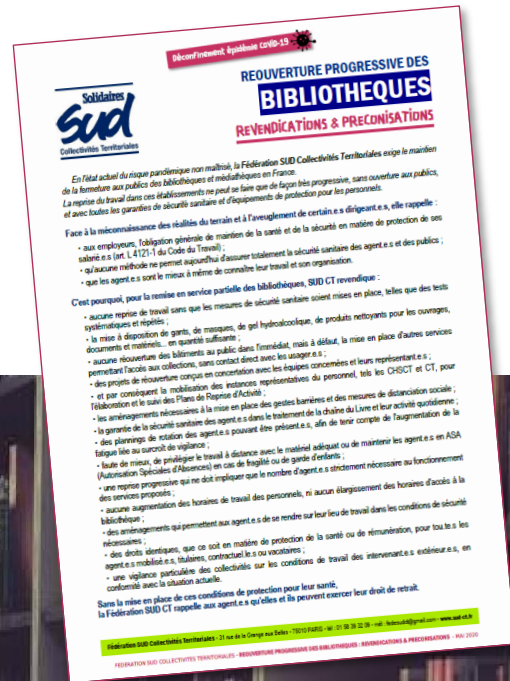 Déconfinement épidémie COVID-19
Solidaires
Sud
Collectivités Territoriales
REOUVERTURE PROGRESSIVE DES
BIBLIOTHEQUES
REVENDICATIONS & PRECONISATIONS
En l'état actuel du risque pandémique non maîtrisé, la Fédération SUD Collectivités Territoriales exige le maintien
de la fermeture aux publics des bibliothèques et médiathèques en France.
La reprise du travail dans ces établissements ne peut se faire que de façon très progressive, sans ouverture aux publics,
et avec toutes les garanties de sécurité sanitaire et d'équipements de protection pour les personnels.
Face à la méconnaissance des réalités du terrain et à l'aveuglement de certain.e.s dirigeant.e.s, elle rappelle :
• aux employeurs, l'obligation générale de maintien de la santé et de la sécurité en matière de protection de ses
salarié.e.s (art. L 4121-1 du Code du Travail) ;
• qu'aucune méthode ne permet aujourd'hui d'assurer totalement la sécurité sanitaire des agent.e.s et des publics ;
• que les agent.e.s sont le mieux à même de connaître leur travail et son organisation.
C'est pourquoi, pour la remise en service partielle des bibliothèques, SUD CT revendique :
• aucune reprise de travail sans que les mesures de sécurité sanitaire soient mises en place, telles que des tests
systématiques et répétés ;
• la mise à disposition de gants, de masques, de gel hydroalcoolique, de produits nettoyants pour les ouvrages,
documents et matériels... en quantité suffisante ;
• aucune réouverture des bâtiments au public dans l'immédiat, mais à défaut, la mise en place d'autres services
permettant l'accès aux collections, sans contact direct avec les usager.e.s ;
• des projets de réouverture conçus en concertation avec les équipes concernées et leurs représentant.e.s ;
• et par conséquent la mobilisation des instances représentatives du personnel, tels les CHSCT et CT, pour
l'élaboration et le suivi des Plans de Reprise d'Activité ;
• les aménagements nécessaires à la mise en place des gestes barrières et des mesures de distanciation sociale ;
• la garantie de la sécurité sanitaire des agent.e.s dans le traitement de la chaîne du Livre et leur activité quotidienne ;
• des plannings de rotation des agent.e.s pouvant être présent.e.s, afin de tenir compte de l'augmentation de la
fatigue liée au surcroît de vigilance ;
• faute de mieux, de privilégier le travail à distance avec le matériel adéquat ou de maintenir les agent.e.s en ASA
(Autorisation Spéciales d'Absences) en cas de fragilité ou de garde d'enfants ;
• une reprise progressive qui ne doit impliquer que le nombre d'agent.e.s strictement nécessaire au fonctionnement
des services proposés ;
• aucune augmentation des horaires de travail des personnels, ni aucun élargissement des horaires d'accès à la
bibliothèque ;
• des aménagements qui permettent aux agent.e.s de se rendre sur leur lieu de travail dans les conditions de sécurité
nécessaires ;
• des droits identiques, que ce soit en matière de protection de la santé ou de rémunération, pour tou.te.s les
agent.e.s mobilisé.e.s, titulaires, contractuel.le.s ou vacataires ;
• une vigilance particulière des collectivités sur les conditions de travail des intervenant.e.s extérieur.e.s, en
conformité avec la situation actuelle.
Sans la mise en place de ces conditions de protection pour leur santé,
la Fédération SUD CT rappelle aux agent.e.s qu'elles et ils peuvent exercer leur droit de retrait.
Fédération SUD Collectivités Territoriales - 31 rue de la Grange aux Belles - 75010 PARIS - tél : 01 58 39 32 06 - mél : fedesudd@gmail.com - www.sud-ct.fr
FEDERATION SUD COLLECTIVITES TERRITORIALES - REOUVERTURE PROGRESSIVE DES BIBLIOTHEQUES : REVENDICATIONS & PRECONISATIONS - MAI 2020